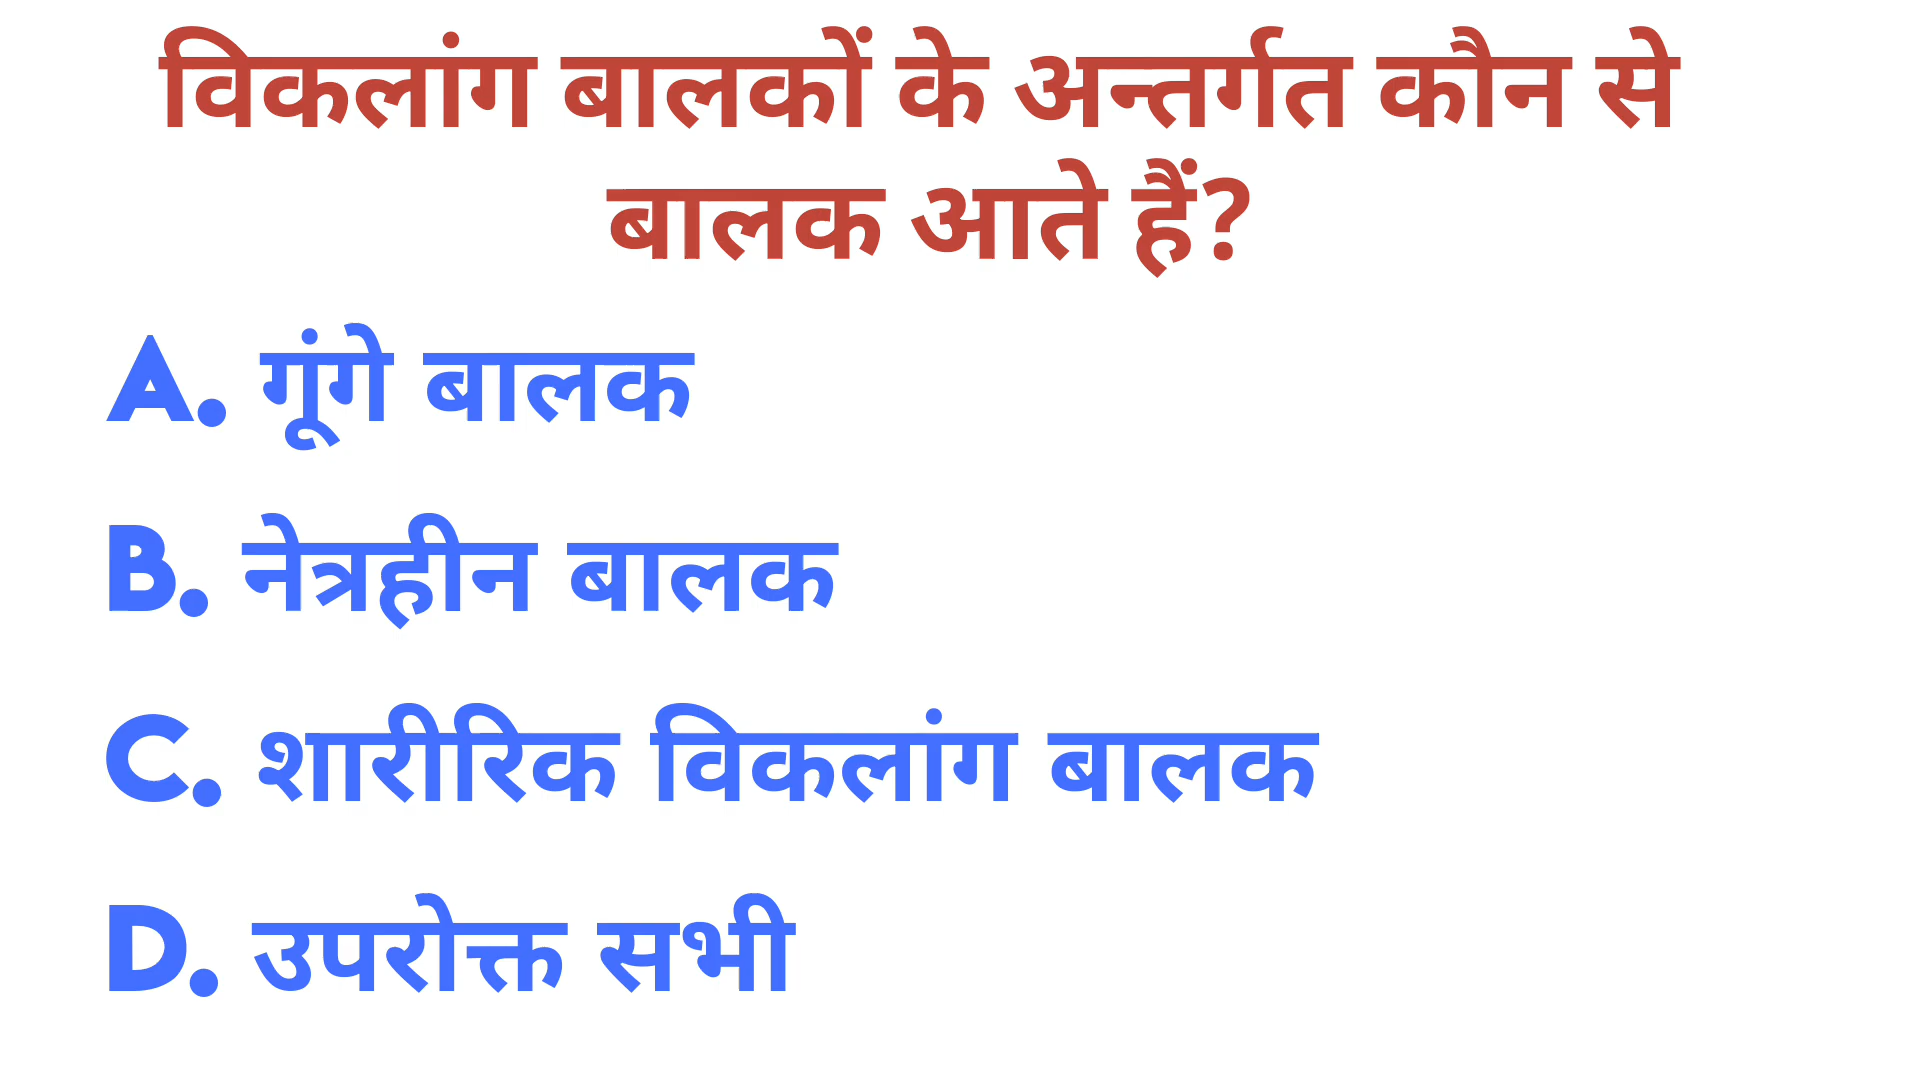 विकलांग बालकों के अन्तर्गत कौन से
बालक आते हैं?
A. गूंगे बालक
B. नेत्रहीन बालक
C. शारीरिक विकलांग बालक
D. उपरोक्त सभी